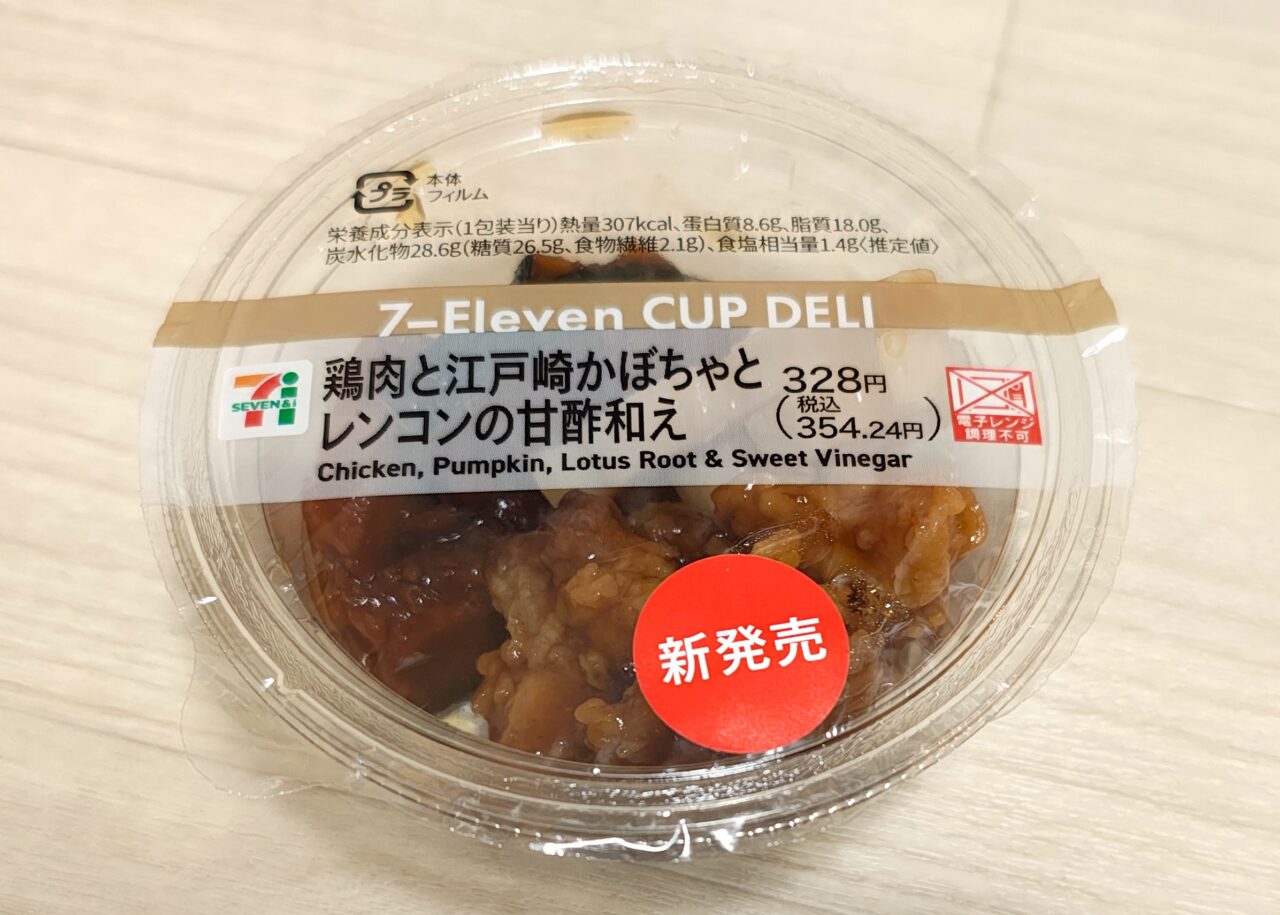 プラ
本体
フィルム
栄養成分表示(1包装当り)熱量307kcal、蛋白質8.6g、脂質18.0g、
炭水化物28.6g(糖質26.5g、食物繊維2.1g)、食塩相当量1.4g〈推定値〉
7-Eleven CUP DELI
SEVEN&i
鶏肉と江戸崎かぼちゃと
レンコンの甘酢和え
Chicken, Pumpkin, Lotus Root & Sweet Vinegar
328円
(税込
354.24円)
電子レンジ
調理不可
新発売